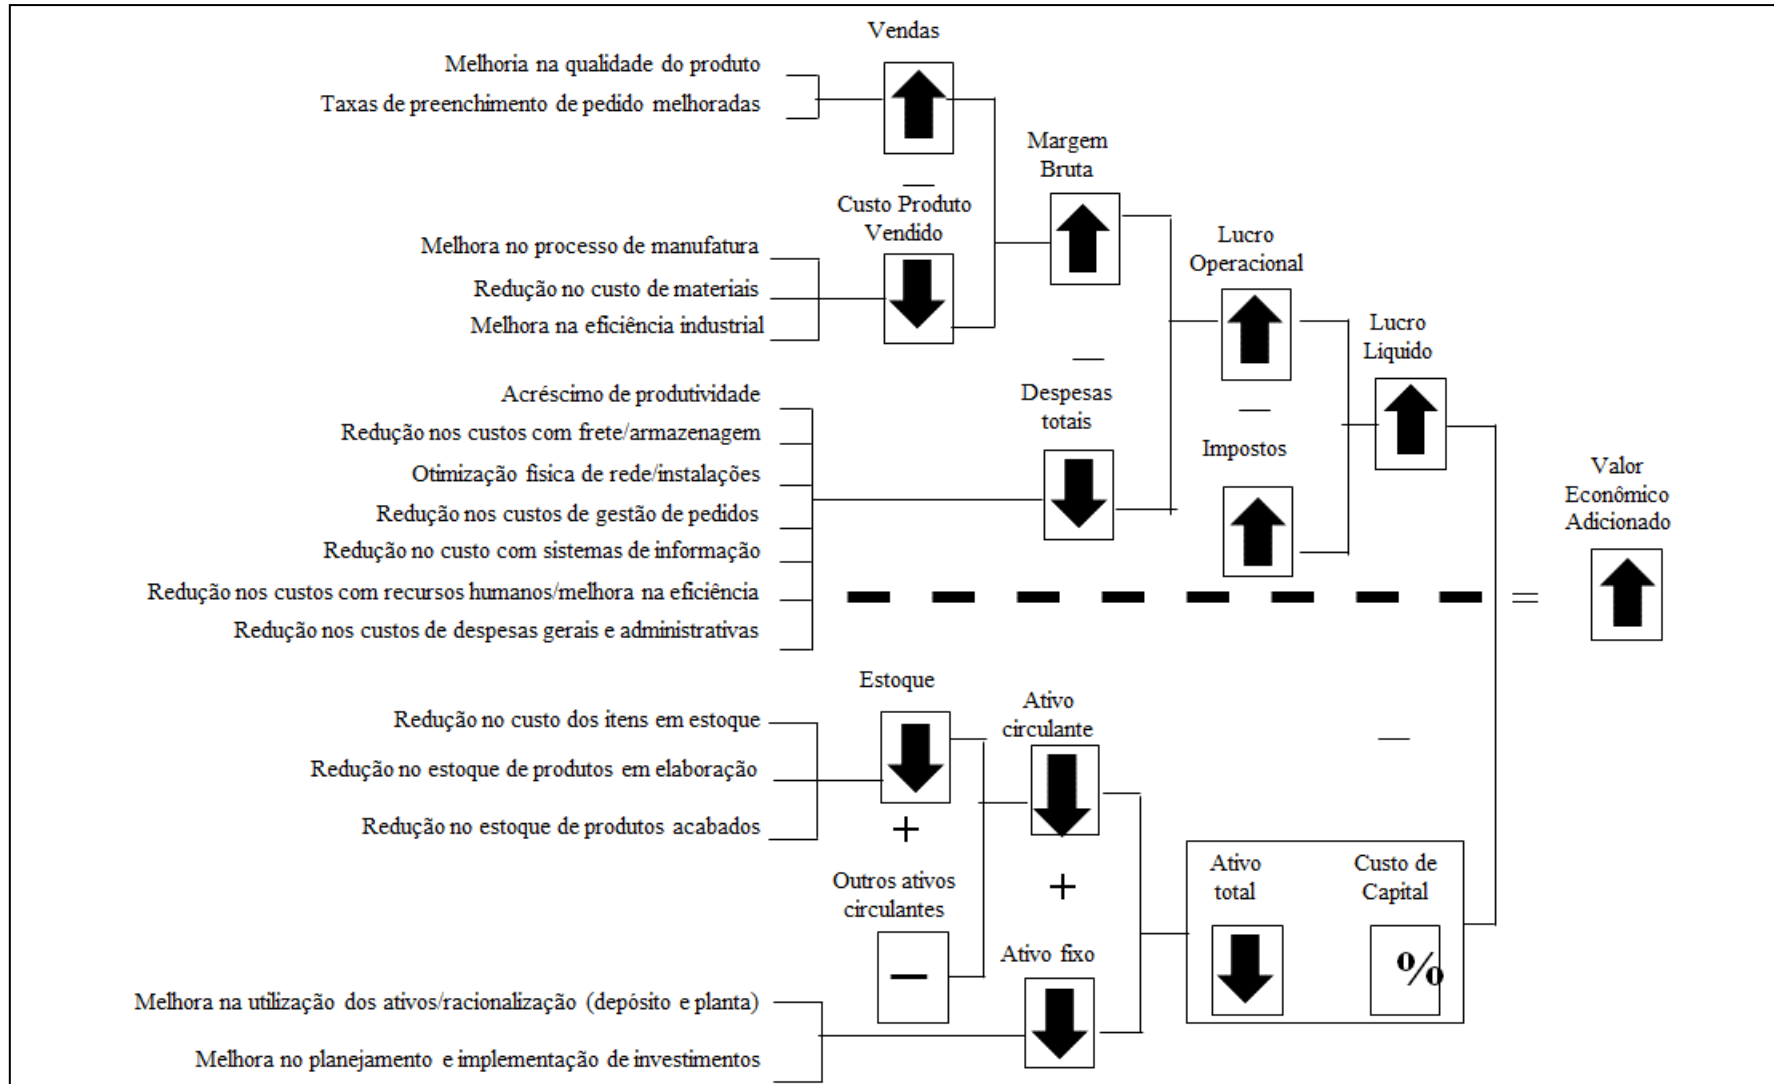 Vendas
Melhoria na qualidade do produto
Taxas de preenchimento de pedido melhoradas
Margem
Bruta
—
Custo Produto
Vendido
Melhora no processo de manufatura
Redução no custo de materiais
Melhora na eficiência industrial
Lucro
Operacional
Lucro
Líquido
—
Despesas
totais
Acréscimo de produtividade
Redução nos custos com frete/armazenagem
Otimização física de rede/instalações
Redução nos custos de gestão de pedidos
Redução no custo com sistemas de informação
Redução nos custos com recursos humanos/melhora na eficiência
Redução nos custos de despesas gerais e administrativas
—
Impostos
Valor
Econômico
Adicionado
=
Estoque
Ativo
circulante
Redução no custo dos itens em estoque
Redução no estoque de produtos em elaboração
Redução no estoque de produtos acabados
+
—
Outros ativos
circulantes
—
+
Ativo
total
Custo de
Capital
%
Ativo fixo
Melhora na utilização dos ativos/racionalização (depósito e planta)
Melhora no planejamento e implementação de investimentos